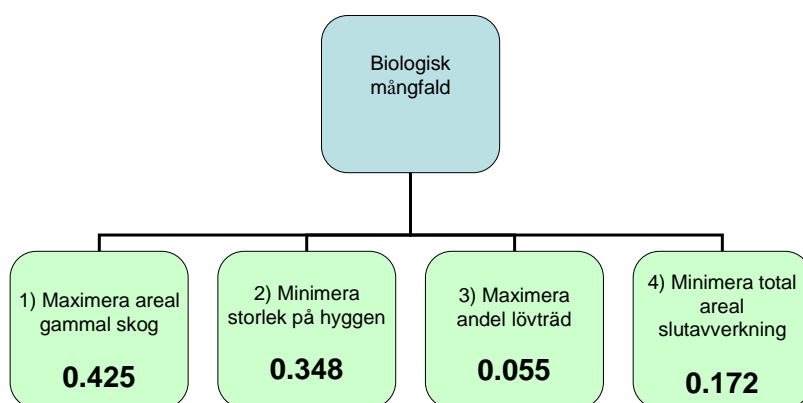 Biologisk
mångfald
1) Maximera areal
gammal skog
0.425
2) Minimera
storlek på hyggen
0.348
3) Maximera
andel lövträd
0.055
4) Minimera total
areal
slutavverkning
0.172